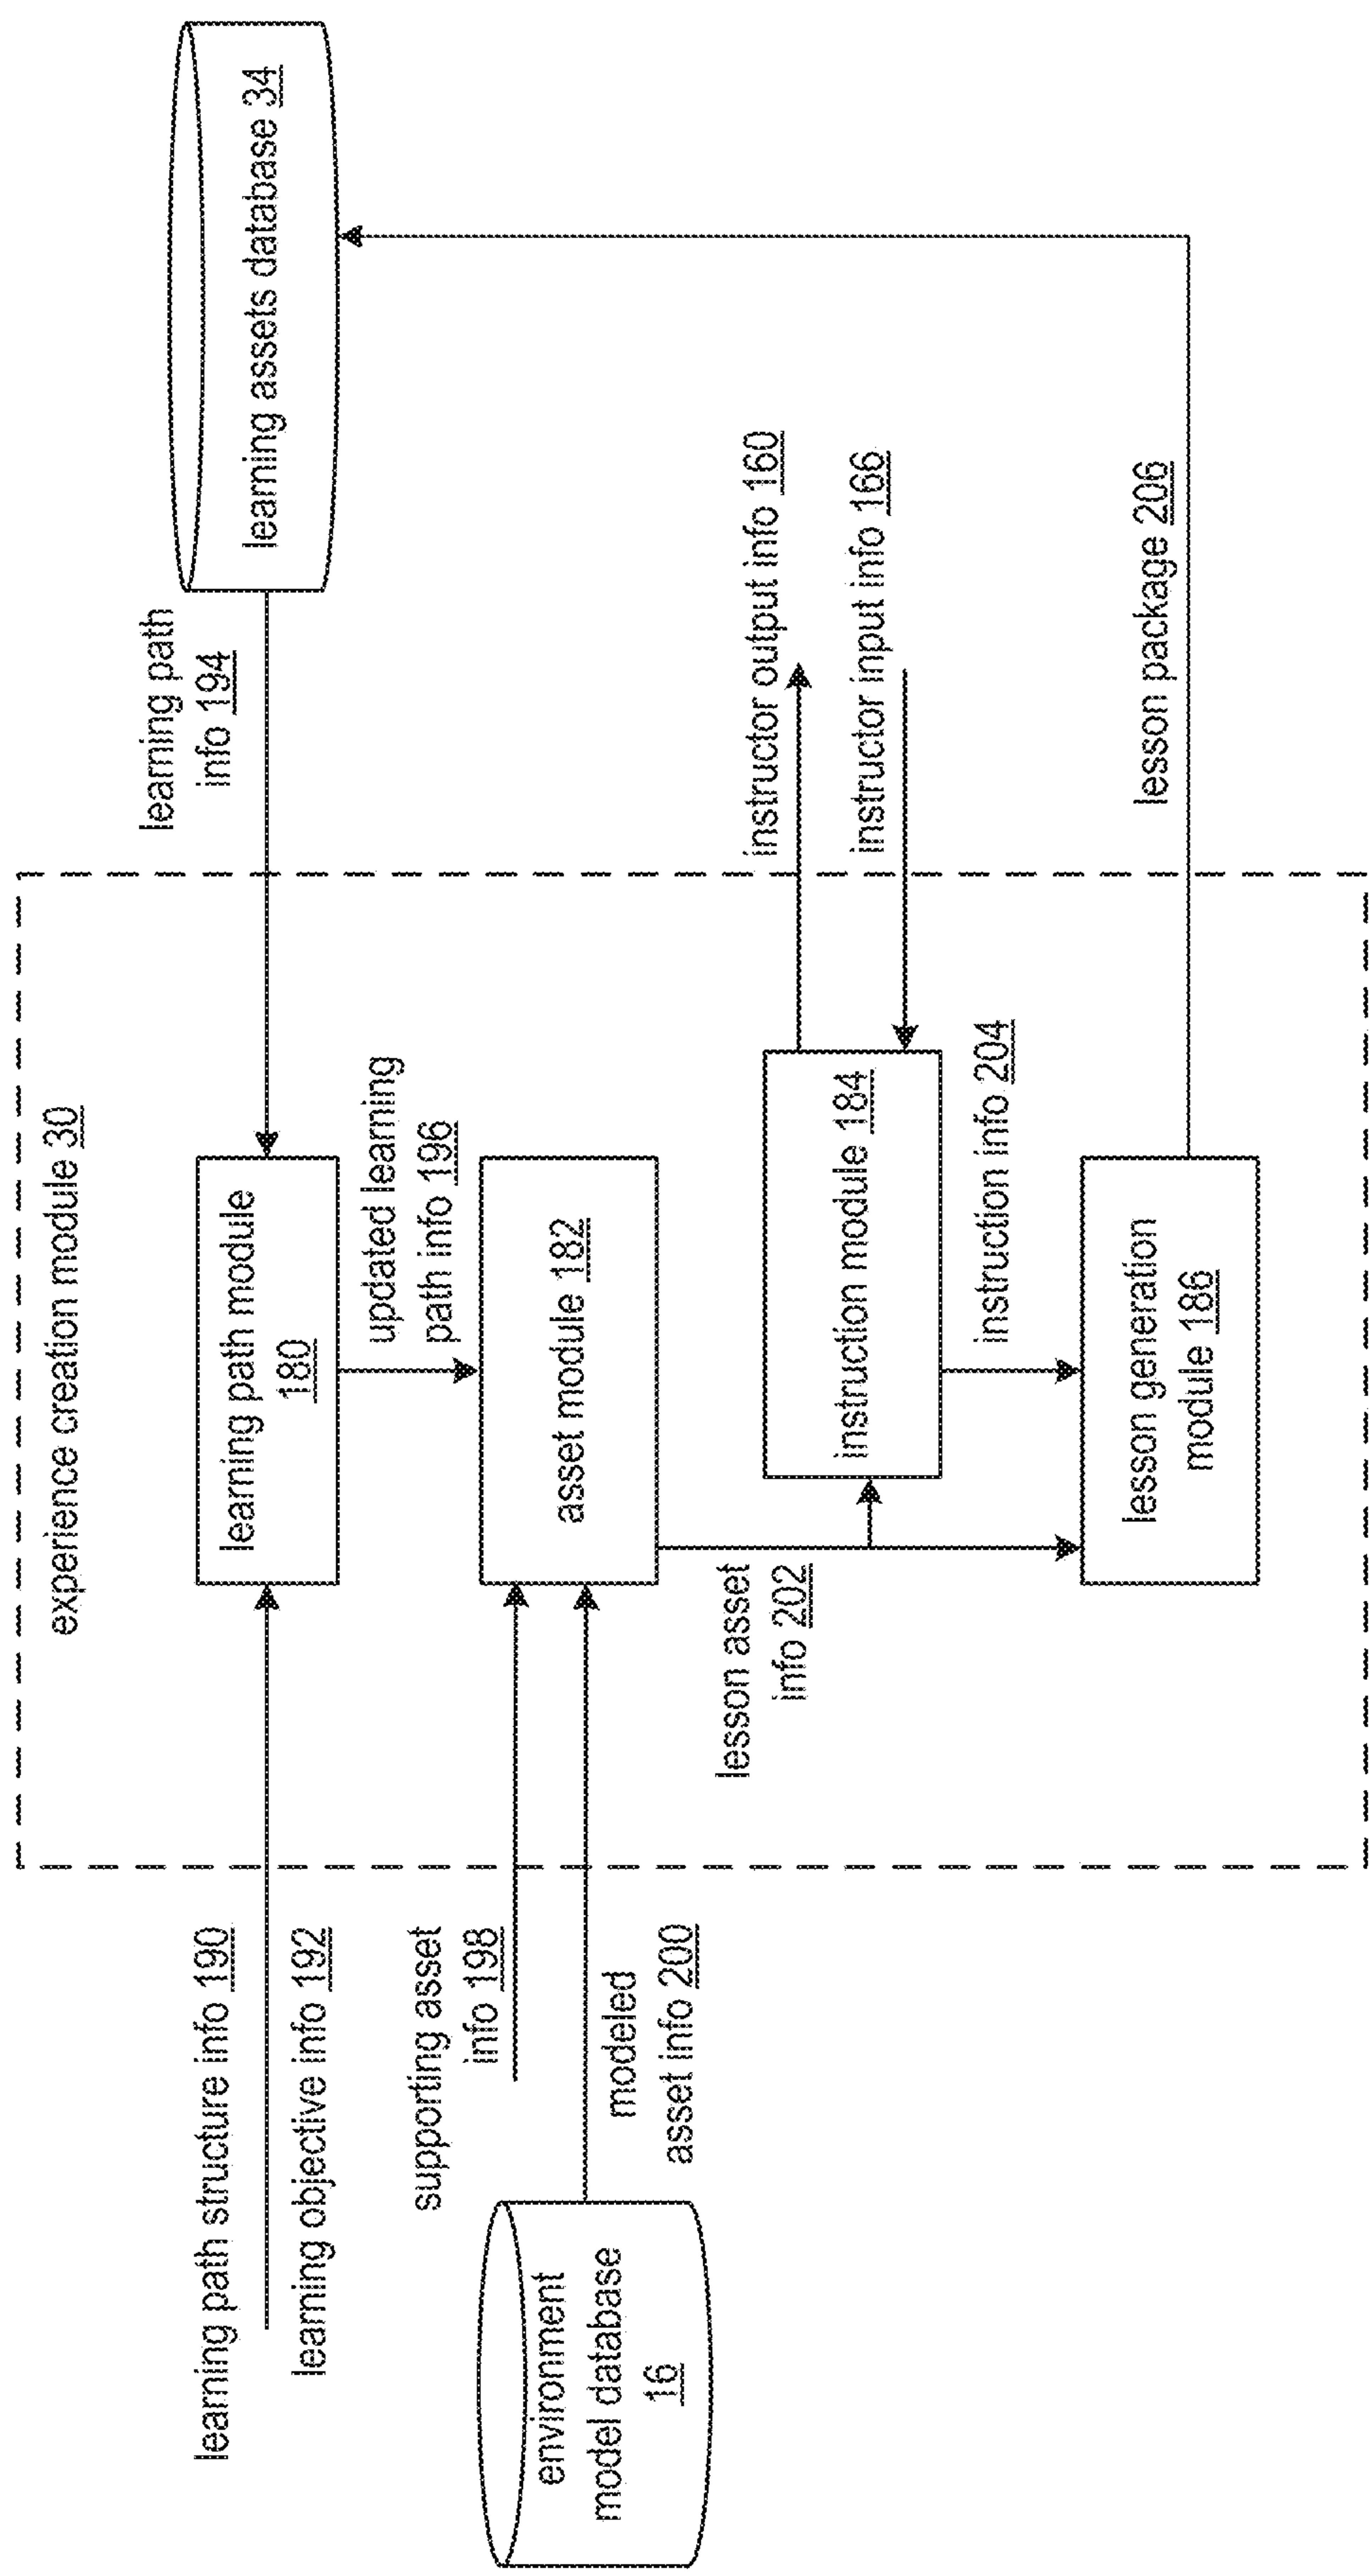 experience creation module 30
learning path structure info 190
learning objective info 192
learning path module
180
learning path
info 194
learning assets database 34
updated learning
path info 196
supporting asset
info 198
environment
model database
16
modeled
asset info 200
asset module 182
lesson asset
info 202
instruction module 184
instructor output info 160
instructor input info 166
instruction info 204
lesson generation
module 186
lesson package 206